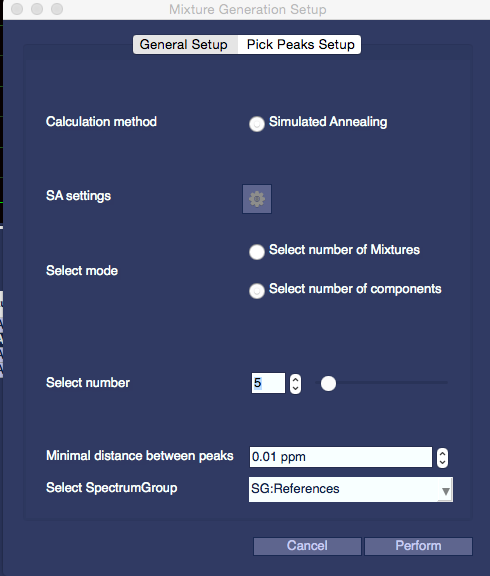 Mixture Generation Setup
General Setup Pick Peaks Setup
Calculation method Simulated Annealing
SA settings
Select number of Mixtures
Select mode
Select number of components
Select number 5
Minimal distance between peaks 0.01 ppm
Select SpectrumGroup SG:References
Cancel Perform